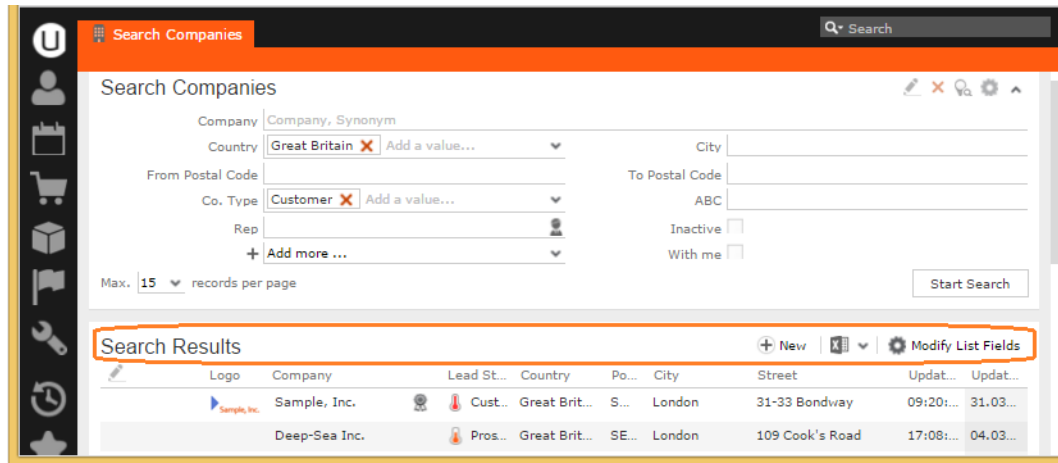 U
Search Companies
Search
Search Companies
Company Company, Synonym
Country Great Britain Add a value... City
From Postal Code To Postal Code
Co. Type Customer Add a value... ABC
Rep Inactive
+ Add more ... With me
Max. 15 records per page Start Search
Search Results New Modify List Fields
Logo Company Lead St... Country Po... City Street Updat... Updat...
Sample, Inc. Sample, Inc. Cust... Great Brit... S... London 31-33 Bondway 09:20:... 31.03...
Deep-Sea Inc. Pros... Great Brit... SE... London 109 Cook's Road 17:08:... 04.03...